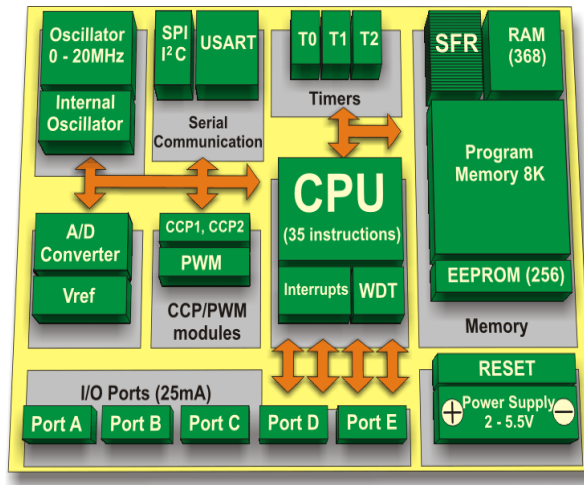 Oscillator
0 - 20MHz
Internal
Oscillator
SPI
I²C
USART
Serial
Communication
T0
T1
T2
Timers
SFR
RAM
(368)
Program
Memory 8K
EEPROM (256)
Memory
CPU
(35 instructions)
Interrupts
WDT
A/D
Converter
Vref
CCP1, CCP2
PWM
CCP/PWM
modules
I/O Ports (25mA)
Port A
Port B
Port C
Port D
Port E
RESET
Power Supply
2 - 5.5V
+
−